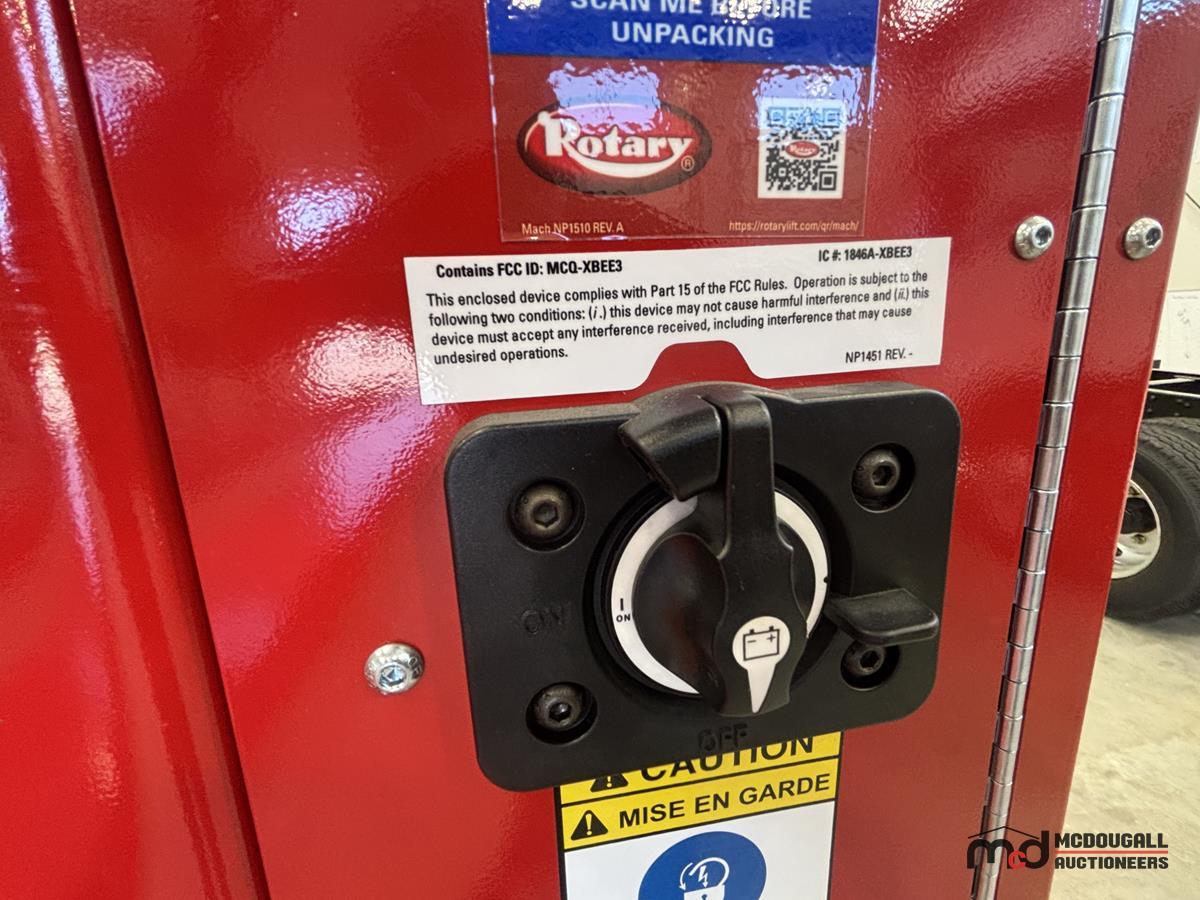 SCAN ME BEFORE
UNPACKING
Rotary®
Mach NP1510 REV. A
https://rotarylift.com/qr/mach/
Contains FCC ID: MCQ-XBEE3
IC #: 1846A-XBEE3
This enclosed device complies with Part 15 of the FCC Rules. Operation is subject to the
following two conditions: (i.) this device may not cause harmful interference and (ii.) this
device must accept any interference received, including interference that may cause
undesired operations.
NP1451 REV. -
I
ON
ON
- +
OFF
CAUTION
MISE EN GARDE
mcd MCDOUGALL
AUCTIONEERS